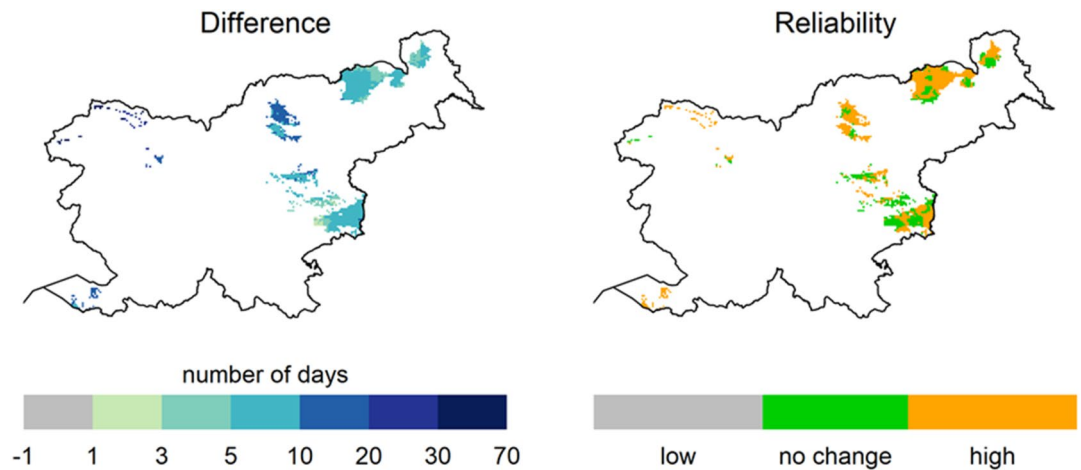 Difference
Reliability
number of days
-1 1 3 5 10 20 30 70
low no change high